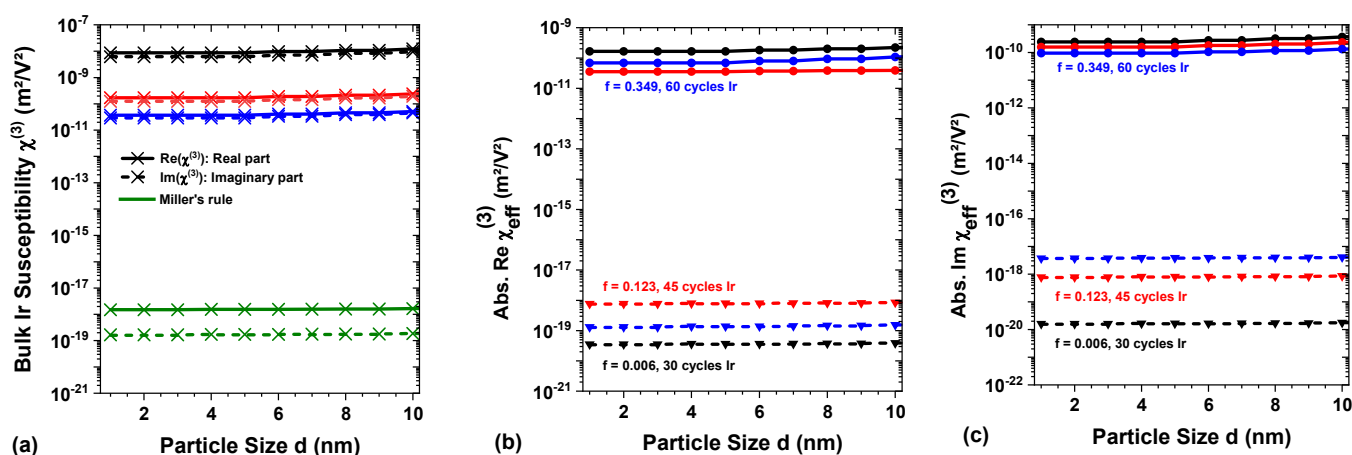 Bulk Ir Susceptibility χ(3) (m²/V²)
10-7
10-9
10-11
10-13
10-15
10-17
10-19
10-21
Re(χ(3)): Real part
Im(χ(3)): Imaginary part
Miller's rule
2 4 6 8 10
(a) Particle Size d (nm)
Abs. Re χeff(3) (m²/V²)
10-9
10-11
10-13
10-15
10-17
10-19
10-21
f = 0.349, 60 cycles Ir
f = 0.123, 45 cycles Ir
f = 0.006, 30 cycles Ir
2 4 6 8 10
(b) Particle Size d (nm)
Abs. Im χeff(3) (m²/V²)
10-10
10-12
10-14
10-16
10-18
10-20
10-22
f = 0.349, 60 cycles Ir
f = 0.123, 45 cycles Ir
f = 0.006, 30 cycles Ir
2 4 6 8 10
(c) Particle Size d (nm)